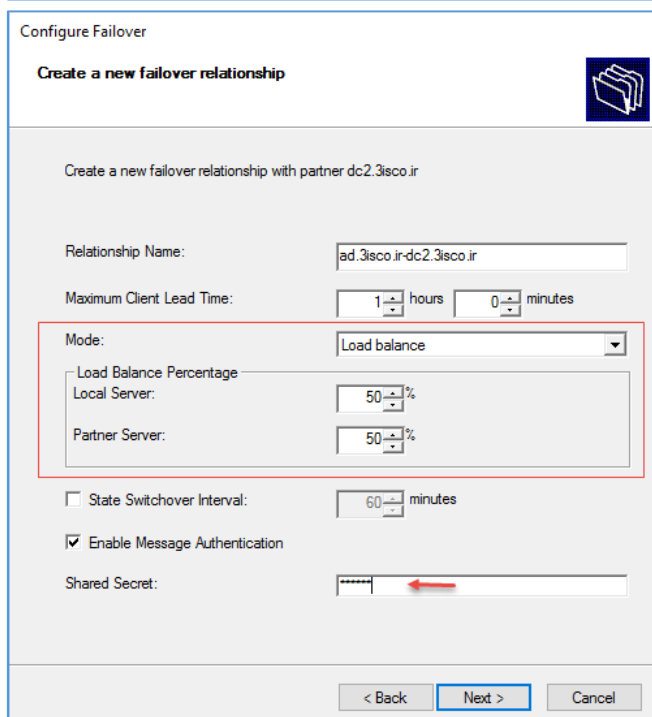 Configure Failover
Create a new failover relationship
Create a new failover relationship with partner dc2.3isco.ir
Relationship Name: ad.3isco.ir-dc2.3isco.ir
Maximum Client Lead Time: 1 hours 0 minutes
Mode: Load balance
Load Balance Percentage
Local Server: 50 %
Partner Server: 50 %
State Switchover Interval: 60 minutes
Enable Message Authentication
Shared Secret: ******
< Back Next > Cancel